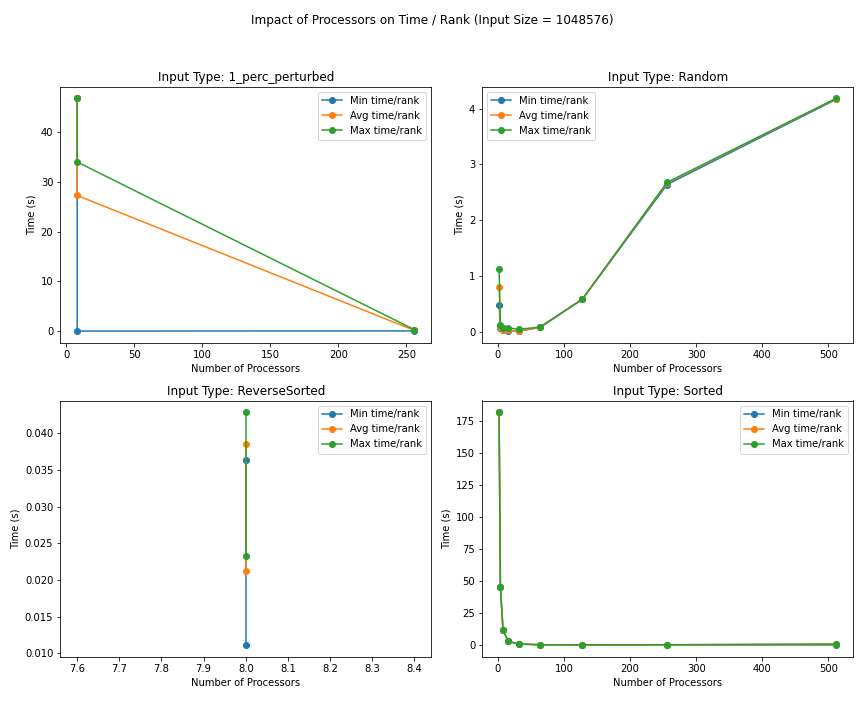 Impact of Processors on Time / Rank (Input Size = 1048576)
Input Type: 1_perc_perturbed
Min time/rank
Avg time/rank
Max time/rank
Time (s)
40
30
20
10
0
0 50 100 150 200 250
Number of Processors
Input Type: Random
Min time/rank
Avg time/rank
Max time/rank
Time (s)
4
3
2
1
0
0 100 200 300 400 500
Number of Processors
Input Type: ReverseSorted
Min time/rank
Avg time/rank
Max time/rank
Time (s)
0.040
0.035
0.030
0.025
0.020
0.015
0.010
7.6 7.7 7.8 7.9 8.0 8.1 8.2 8.3 8.4
Number of Processors
Input Type: Sorted
Min time/rank
Avg time/rank
Max time/rank
Time (s)
175
150
125
100
75
50
25
0
0 100 200 300 400 500
Number of Processors